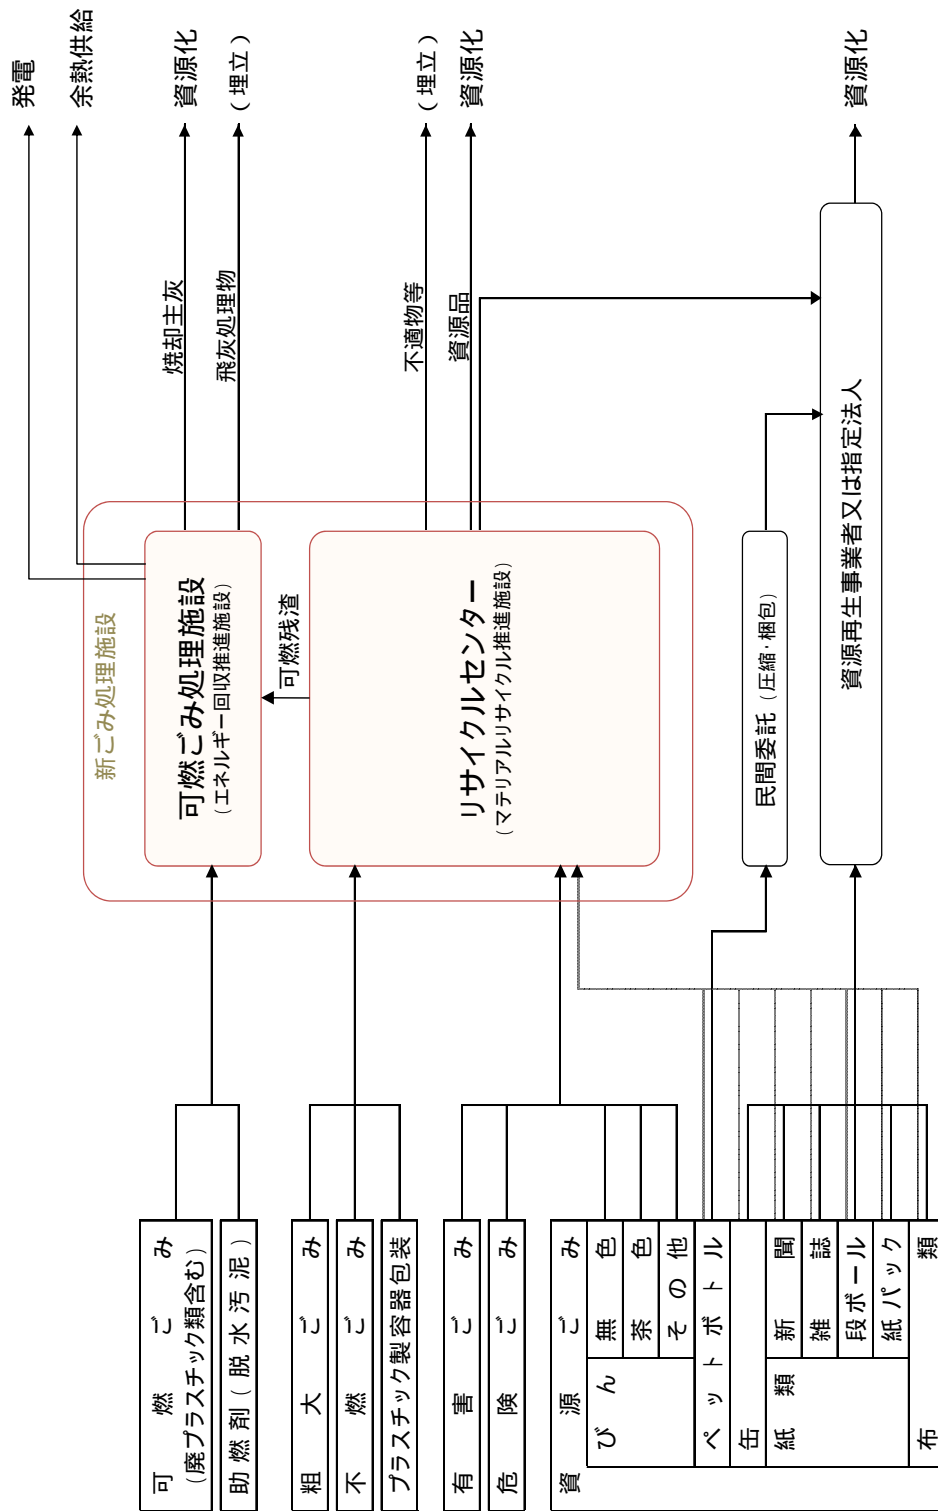 可燃ごみ
(廃プラスチック類含む)
助燃剤(脱水汚泥)
粗大ごみ
不燃ごみ
プラスチック製容器包装
有害ごみ
危険ごみ
資源ごみ
びん
無色
茶色
その他
ペットボトル
缶
紙類
新聞
雑誌
段ボール
紙パック
布類
新ごみ処理施設
可燃ごみ処理施設
(エネルギー回収推進施設)
可燃残渣
リサイクルセンター
(マテリアルリサイクル推進施設)
民間委託(圧縮・梱包)
資源再生事業者又は指定法人
焼却主灰
飛灰処理物
不適物等
資源品
発電
余熱供給
資源化
(埋立)
(埋立)
資源化
資源化